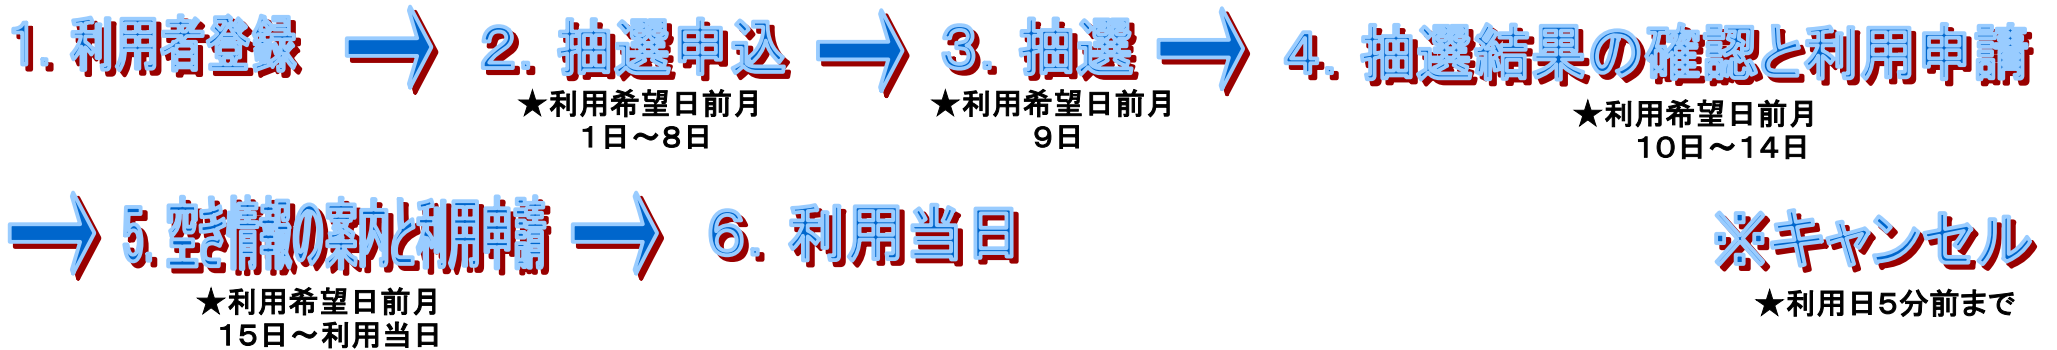 1．利用者登録
2．抽選申込
★利用希望日前月
1日～8日
3．抽選
★利用希望日前月
9日
4．抽選結果の確認と利用申請
★利用希望日前月
10日～14日
5．空き情報の案内と利用申請
★利用希望日前月
15日～利用当日
6．利用当日
※キャンセル
★利用日5分前まで